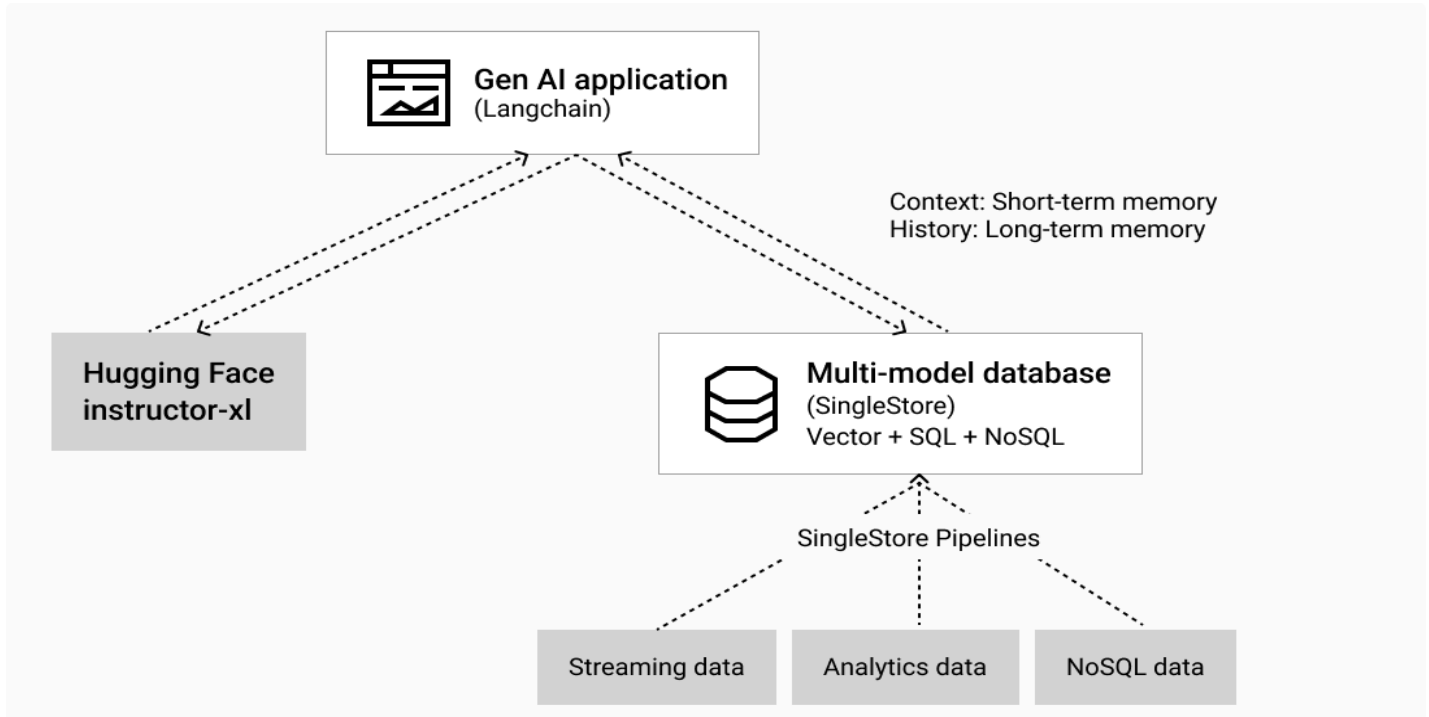 Gen AI application
(Langchain)
Context: Short-term memory
History: Long-term memory
Hugging Face
instructor-xl
Multi-model database
(SingleStore)
Vector + SQL + NoSQL
SingleStore Pipelines
Streaming data
Analytics data
NoSQL data